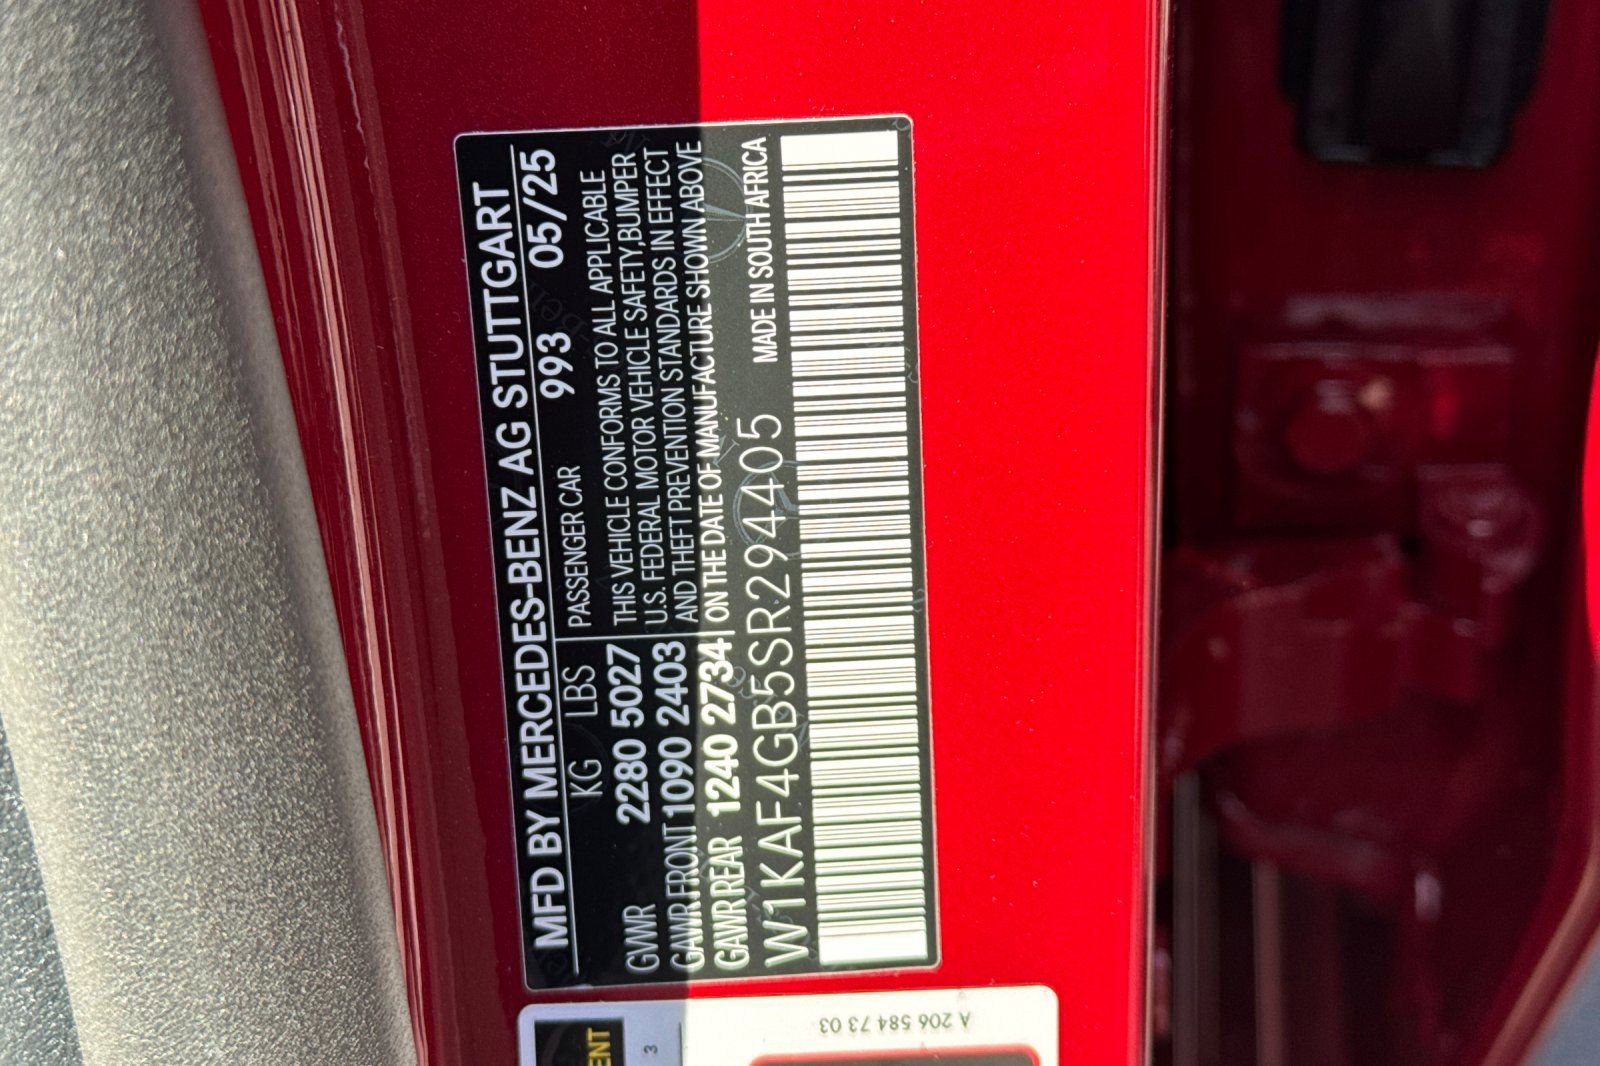 MFD BY MERCEDES-BENZ AG STUTTGART
KG LBS PASSENGER CAR 993 05/25
GVWR 2280 5027 THIS VEHICLE CONFORMS TO ALL APPLICABLE
U.S. FEDERAL MOTOR VEHICLE SAFETY,BUMPER
GAWR FRONT 1090 2403 AND THEFT PREVENTION STANDARDS IN EFFECT
GAWR REAR 1240 2734 ON THE DATE OF MANUFACTURE SHOWN ABOVE
W1KAF4GB5SR294405 MADE IN SOUTH AFRICA
A 206 584 73 03
ENT
3